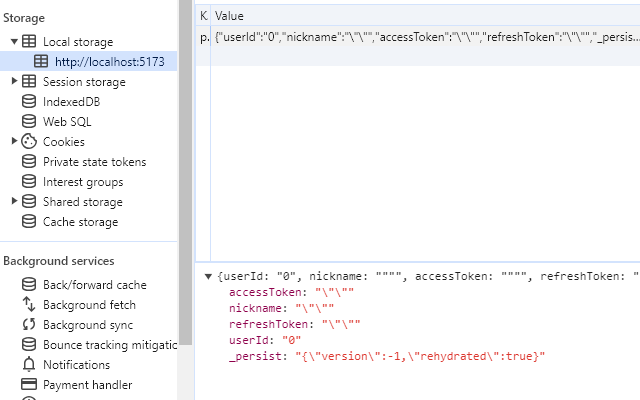 Storage
Local storage
http://localhost:5173
Session storage
IndexedDB
Web SQL
Cookies
Private state tokens
Interest groups
Shared storage
Cache storage
Background services
Back/forward cache
Background fetch
Background sync
Bounce tracking mitigatio
Notifications
Payment handler
K Value
p. {"userId":"0","nickname":"\"\"","accessToken":"\"\"","refreshToken":"\"\"","_persis...
{userId: "0", nickname: """", accessToken: """", refreshToken: "
accessToken: "\"\""
nickname: "\"\""
refreshToken: "\"\""
userId: "0"
_persist: "{\"version\":-1,\"rehydrated\":true}"